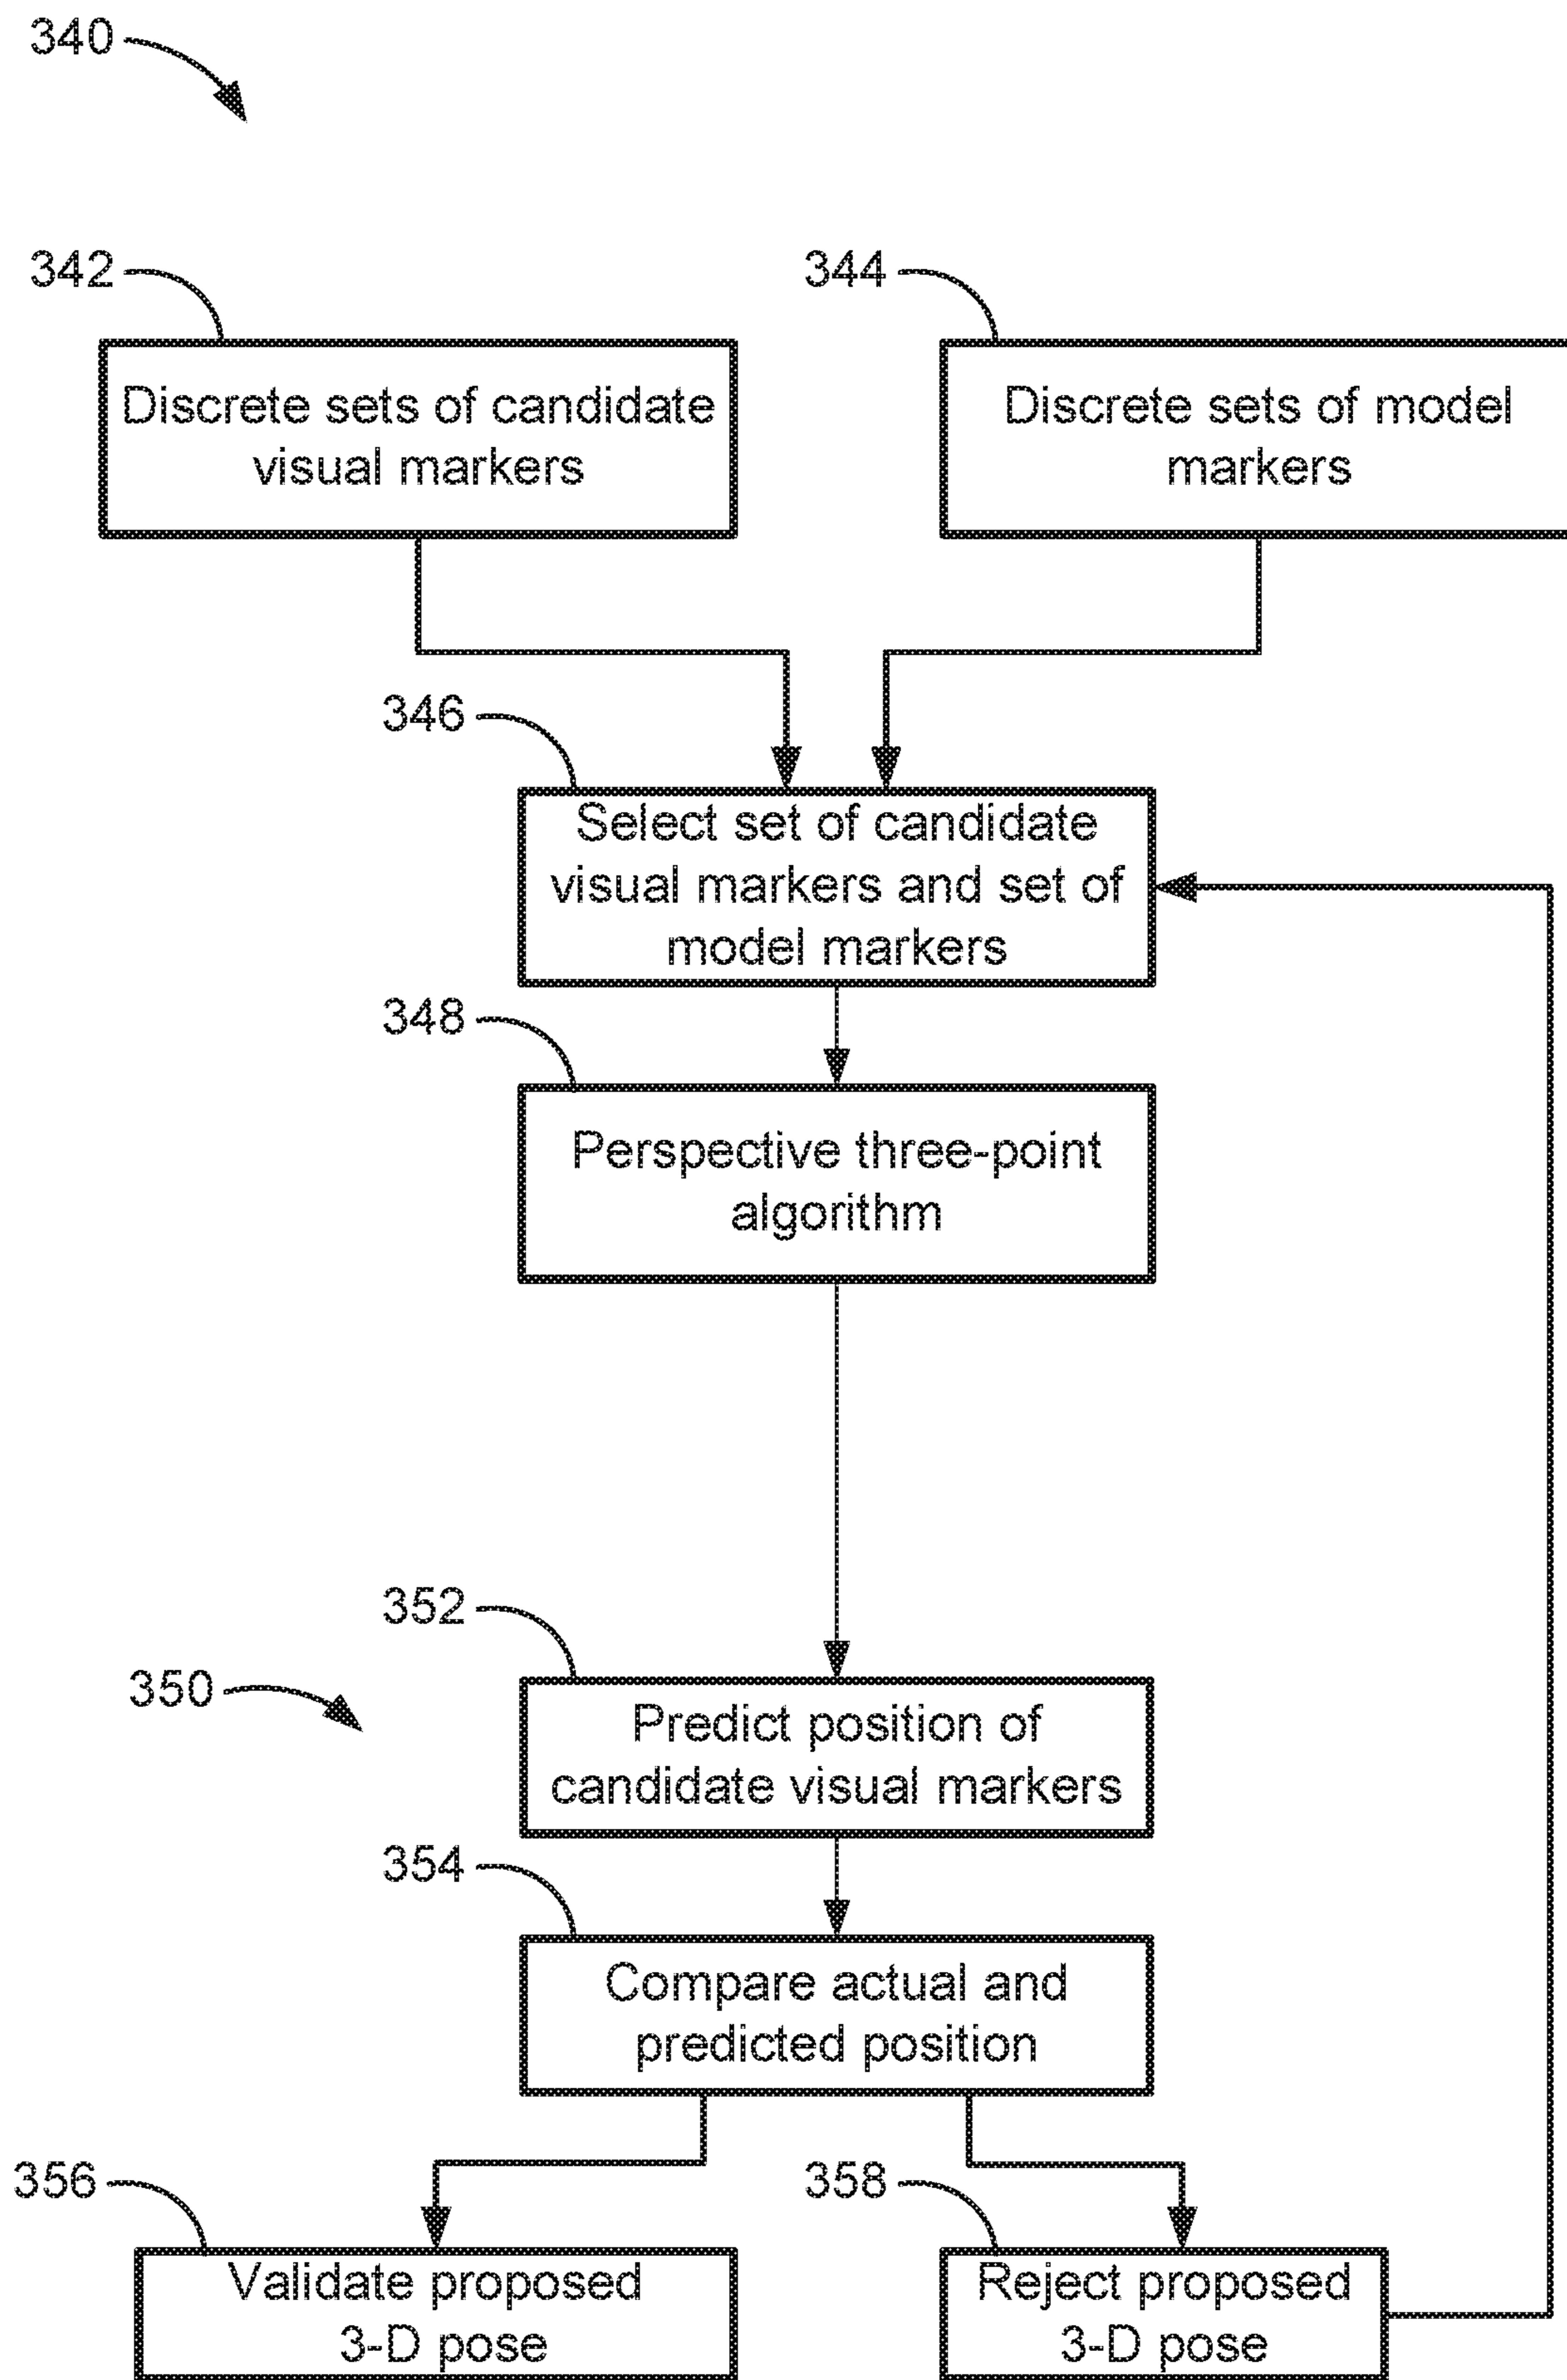 340
342
344
Discrete sets of candidate
visual markers
Discrete sets of model
markers
346
Select set of candidate
visual markers and set of
model markers
348
Perspective three-point
algorithm
352
350
Predict position of
candidate visual markers
354
Compare actual and
predicted position
356
358
Validate proposed
3-D pose
Reject proposed
3-D pose